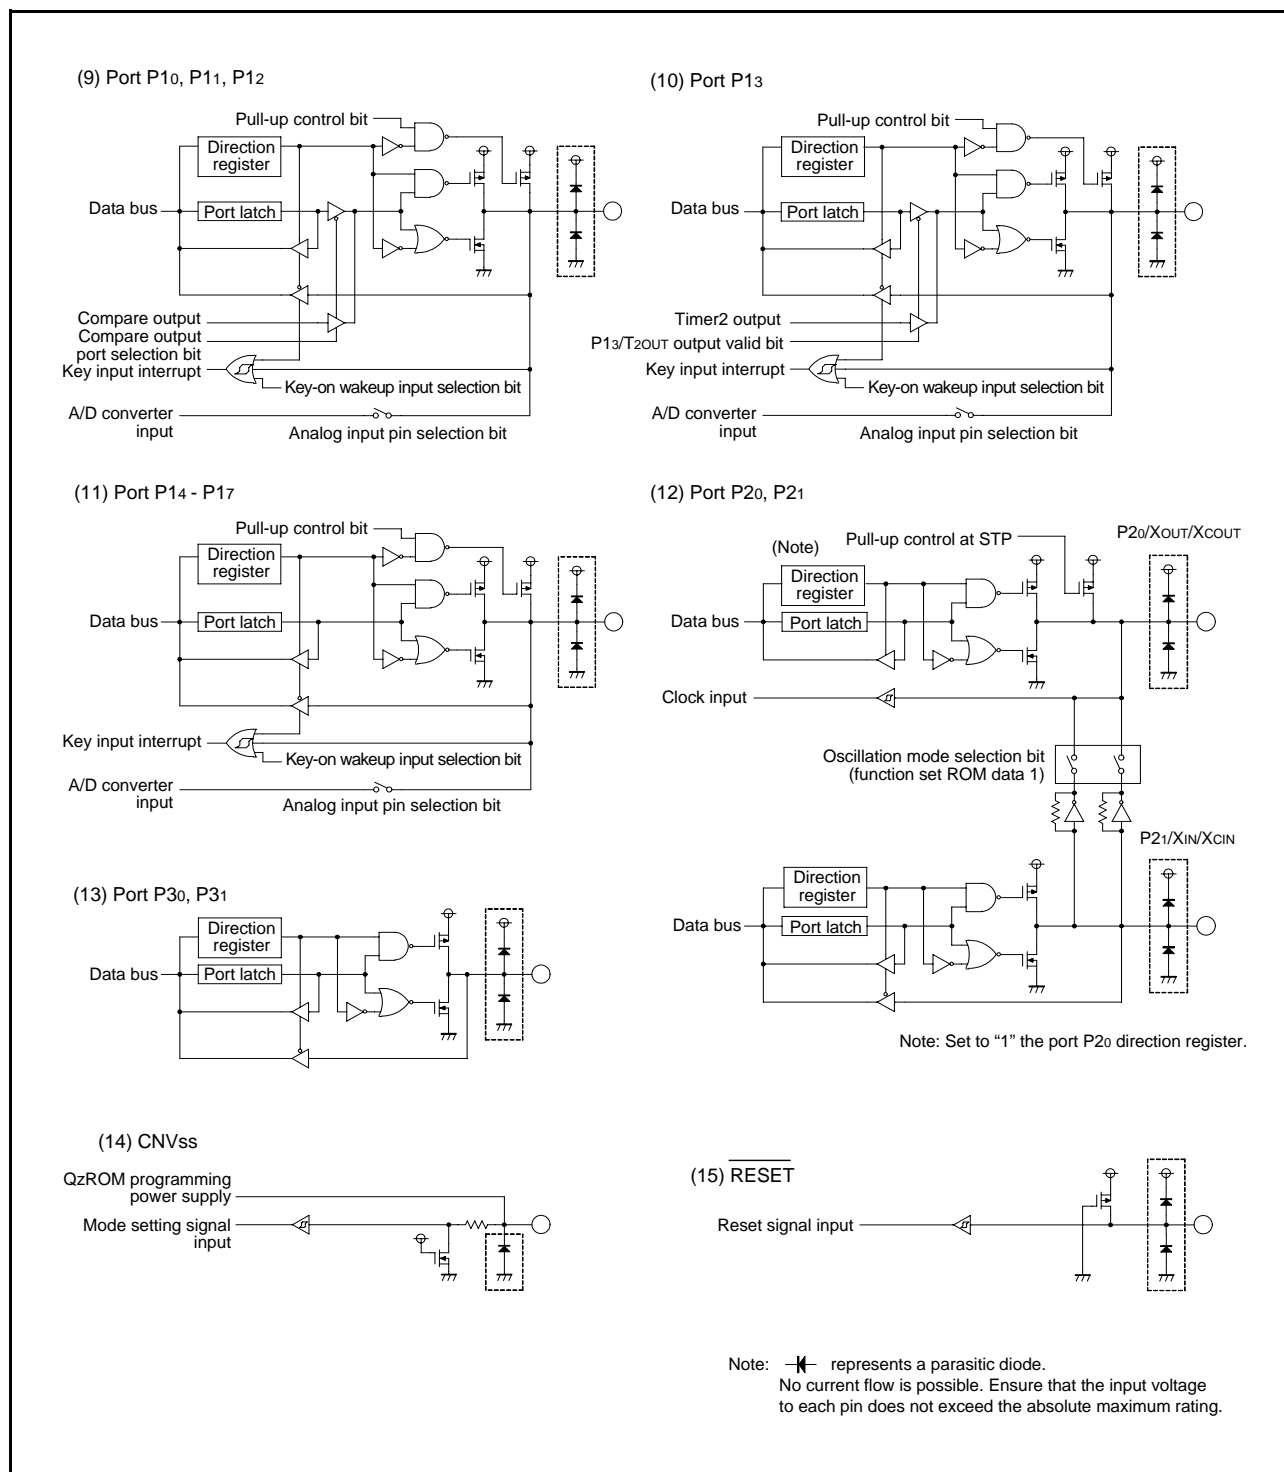 (9) Port P10, P11, P12
Pull-up control bit
Direction
register
Data bus
Port latch
Compare output
Compare output
port selection bit
Key input interrupt
Key-on wakeup input selection bit
A/D converter
input
Analog input pin selection bit
(10) Port P13
Pull-up control bit
Direction
register
Data bus
Port latch
Timer2 output
P13/T2OUT output valid bit
Key input interrupt
Key-on wakeup input selection bit
A/D converter
input
Analog input pin selection bit
(11) Port P14 - P17
Pull-up control bit
Direction
register
Data bus
Port latch
Key input interrupt
Key-on wakeup input selection bit
A/D converter
input
Analog input pin selection bit
(12) Port P20, P21
P20/XOUT/XCOUT
(Note)
Pull-up control at STP
Direction
register
Data bus
Port latch
Clock input
Oscillation mode selection bit
(function set ROM data 1)
P21/XIN/XCIN
Direction
register
Data bus
Port latch
Note: Set to “1” the port P20 direction register.
(13) Port P30, P31
Direction
register
Data bus
Port latch
(14) CNVss
QzROM programming
power supply
Mode setting signal
input
(15) RESET
Reset signal input
Note: represents a parasitic diode.
No current flow is possible. Ensure that the input voltage
to each pin does not exceed the absolute maximum rating.